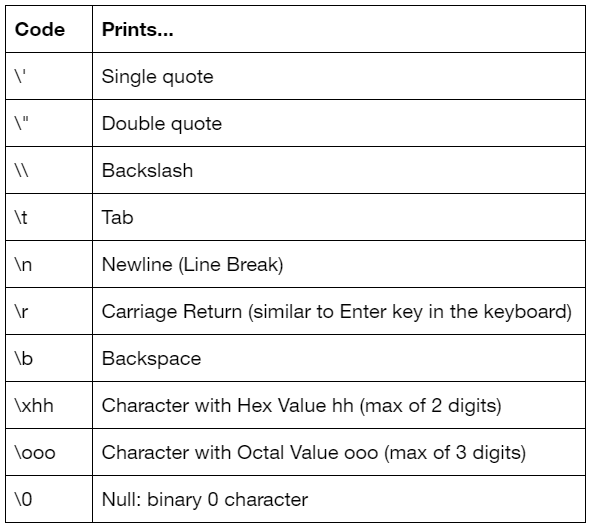 Code Prints...
\' Single quote
\" Double quote
\\ Backslash
\t Tab
\n Newline (Line Break)
\r Carriage Return (similar to Enter key in the keyboard)
\b Backspace
\xhh Character with Hex Value hh (max of 2 digits)
\ooo Character with Octal Value ooo (max of 3 digits)
\0 Null: binary 0 character